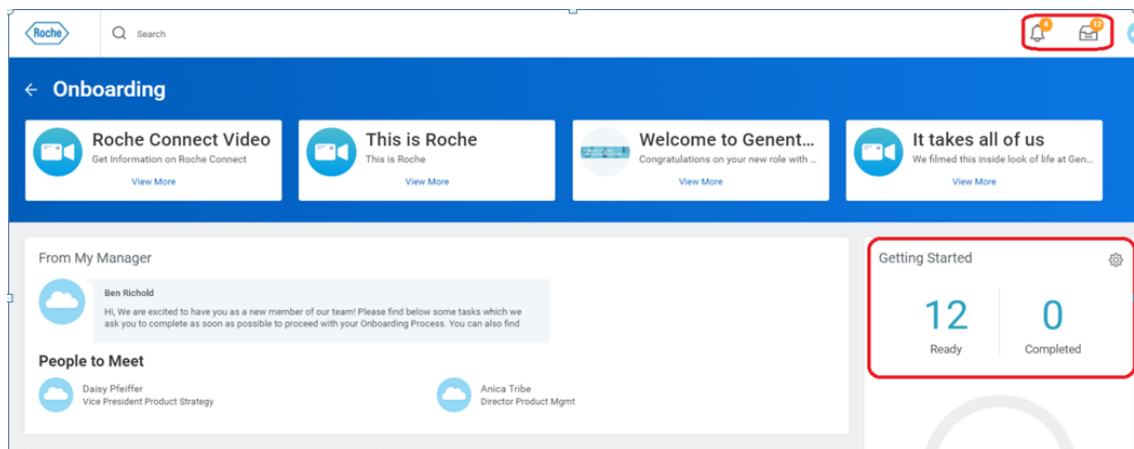 Roche
Search
4
12
Onboarding
Roche Connect Video
Get Information on Roche Connect
View More
This is Roche
This is Roche
View More
Welcome to Genent...
Congratulations on your new role with ...
View More
It takes all of us
We filmed this inside look of life at Gen...
View More
From My Manager
Ben Richold
Hi, We are excited to have you as a new member of our team! Please find below some tasks which we
ask you to complete as soon as possible to proceed with your Onboarding Process. You can also find
People to Meet
Daisy Pfeiffer
Vice President Product Strategy
Anica Tribe
Director Product Mgmt
Getting Started
12
Ready
0
Completed